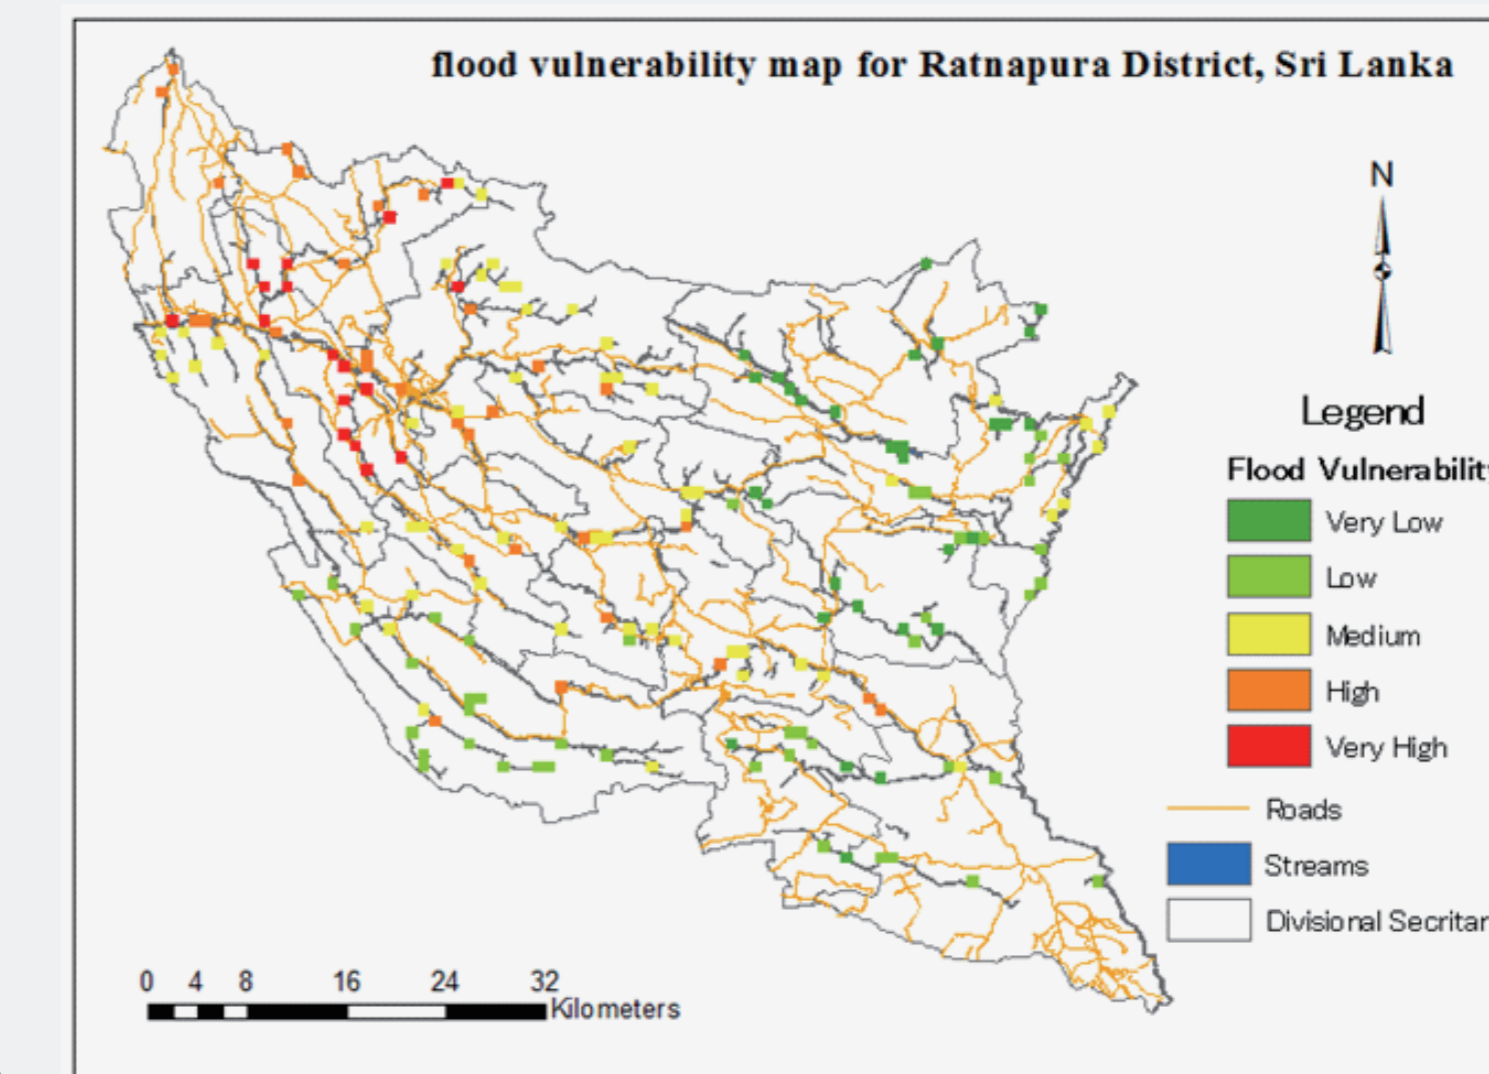 flood vulnerability map for Ratnapura District, Sri Lanka
N
Legend
Flood Vulnerability
Very Low
Low
Medium
High
Very High
Roads
Streams
Divisional Secritar
0 4 8 16 24 32
Kilometers